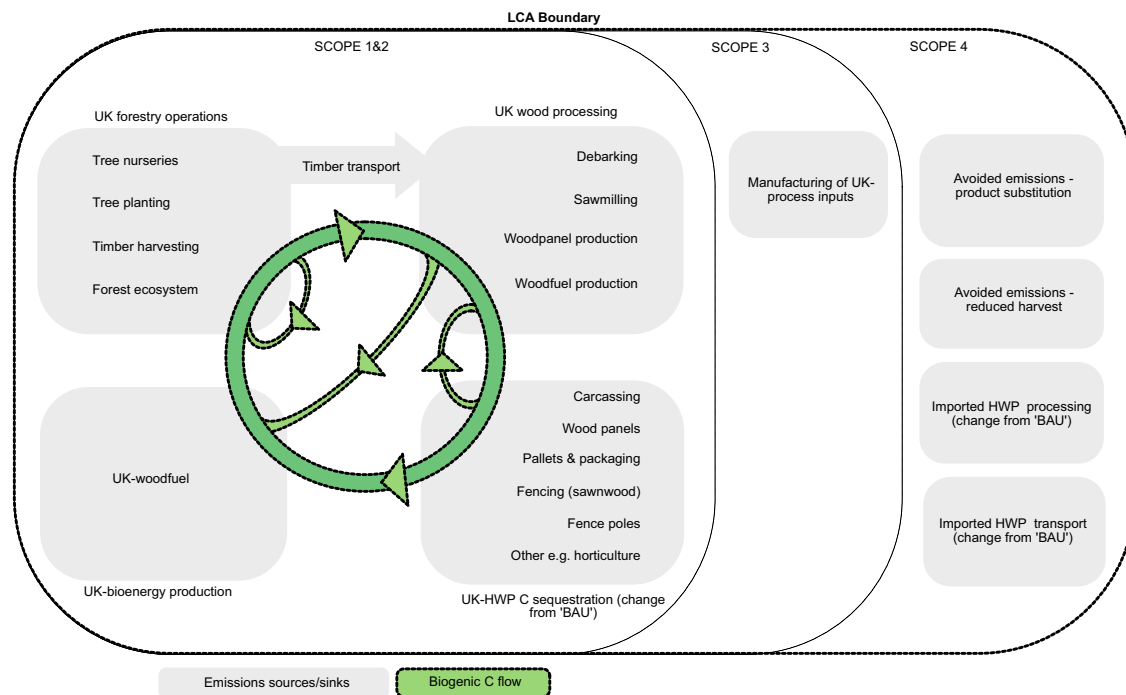 LCA Boundary
SCOPE 1&2
SCOPE 3
SCOPE 4
UK forestry operations
Tree nurseries
Tree planting
Timber harvesting
Forest ecosystem
Timber transport
UK wood processing
Debarking
Sawmilling
Woodpanel production
Woodfuel production
Manufacturing of UK-
process inputs
Avoided emissions -
product substitution
Avoided emissions -
reduced harvest
Imported HWP processing
(change from 'BAU')
Imported HWP transport
(change from 'BAU')
UK-woodfuel
UK-bioenergy production
Carcassing
Wood panels
Pallets & packaging
Fencing (sawnwood)
Fence poles
Other e.g. horticulture
UK-HWP C sequestration (change
from 'BAU')
Emissions sources/sinks
Biogenic C flow